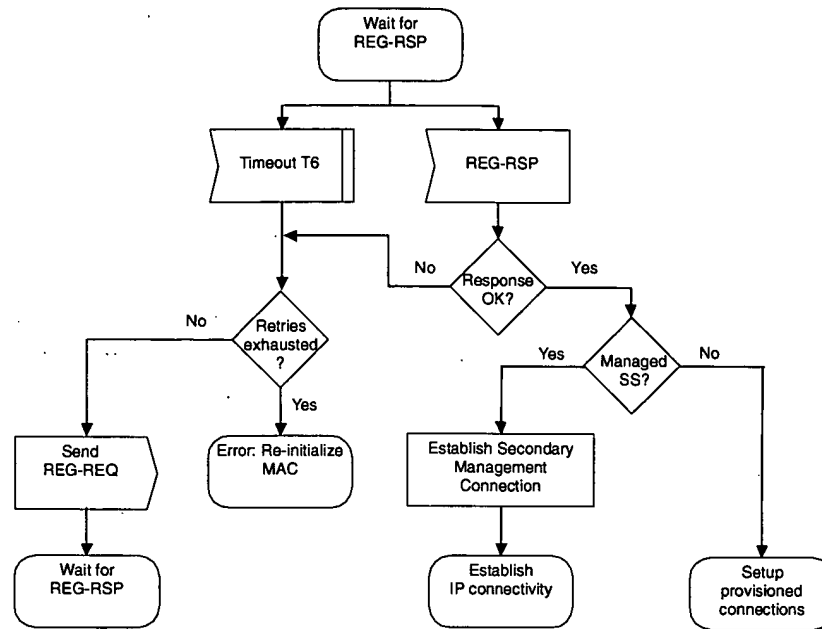 Wait for
REG-RSP
Timeout T6
REG-RSP
No
Response
OK?
Yes
No
Retries
exhausted
?
Yes
Managed
SS?
No
Yes
Send
REG-REQ
Error: Re-initialize
MAC
Establish Secondary
Management
Connection
Wait for
REG-RSP
Establish
IP connectivity
Setup
provisioned
connections